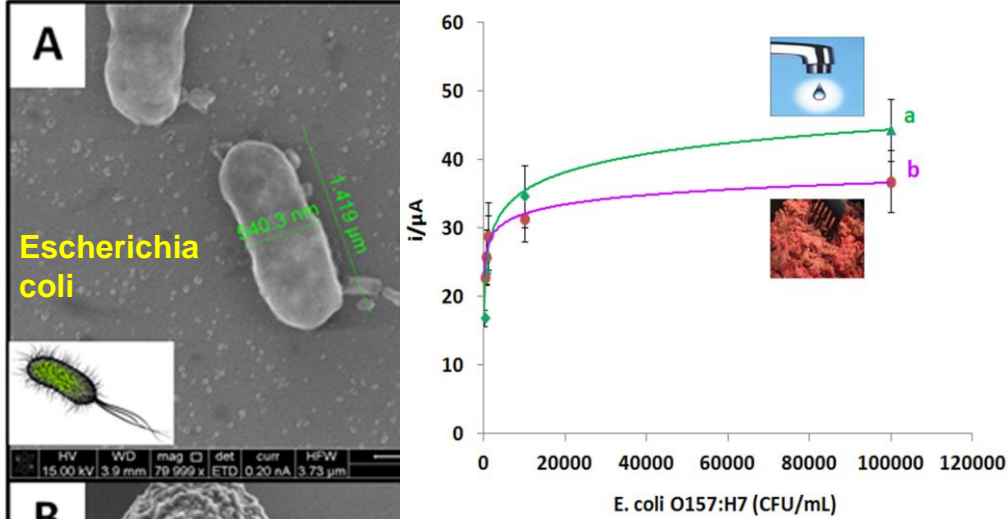 A
1.419 µm
540.3 nm
Escherichia
coli
HV WD mag □ det curr HFW
15.00 kV 3.9 mm 79 999 x ETD 0.20 nA 3.73 µm
B
60
50
40
30
20
10
0
i/µA
a
b
0 20000 40000 60000 80000 100000 120000
E. coli O157:H7 (CFU/mL)